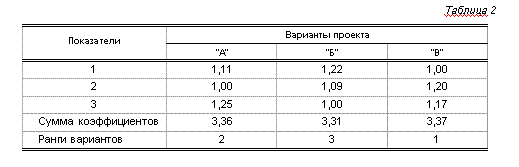 Таблица 2
Показатели Варианты проекта
"А" "Б" "В"
1 1,11 1,22 1,00
2 1,00 1,09 1,20
3 1,25 1,00 1,17
Сумма коэффициентов 3,36 3,31 3,37
Ранги вариантов 2 3 1